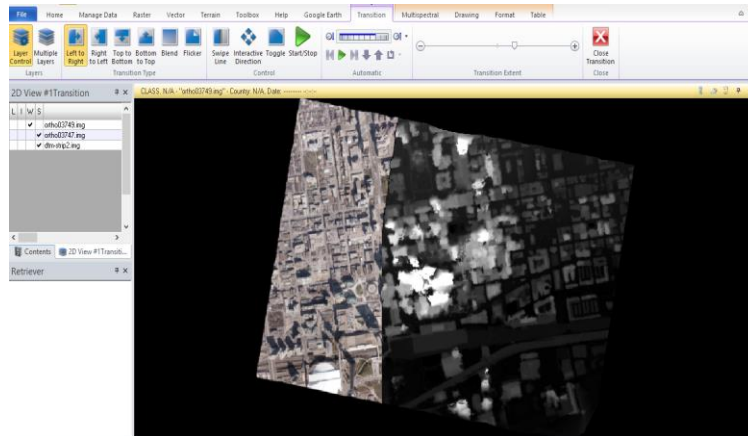 File Home Manage Data Raster Vector Terrain Toolbox Help Google Earth Transition Multispectral Drawing Format Table
Layer Control Multiple Layers Left to Right Right to Left Top to Bottom Bottom to Top Blend Flicker Swipe Line Interactive Direction Toggle Start/Stop Close Transition
Layers Transition Type Control Automatic Transition Extent Close
2D View #1Transition
CLASS. N/A - "ortho03749.img" - County: N/A. Date:
L I W S
ortho03749.img
ortho03747.img
dtm-strip2.img
Contents 2D View #1Transiti...
Retriever